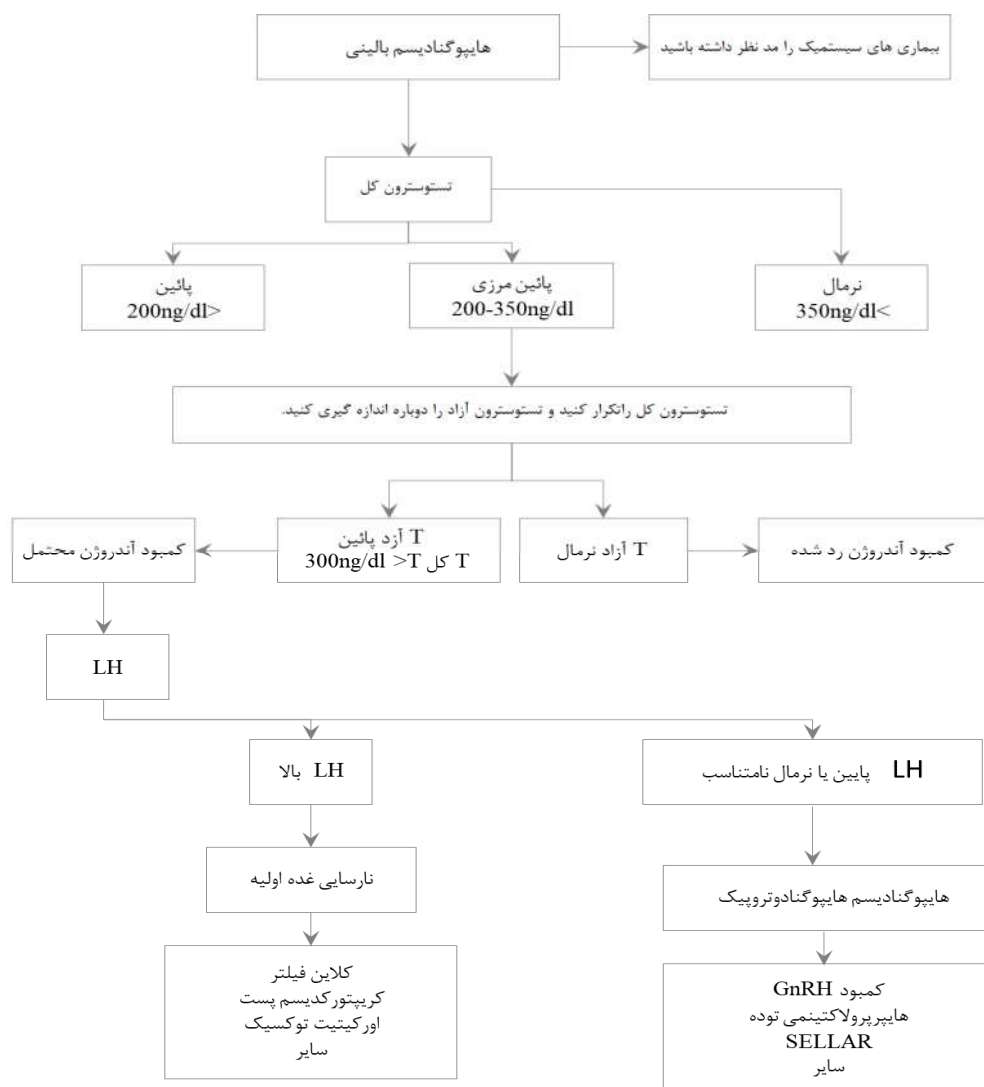 هایپوگنادیسم بالینی
بیماری های سیستمیک را مد نظر داشته باشید
تستوسترون کل
نرمال
350ng/dl<
پائین مرزی
200-350ng/dl
پائین
200ng/dl>
تستوسترون کل راتکرار کنید و تستوسترون آزاد را دوباره اندازه گیری کنید.
کمبود آندروژن رد شده
T آزاد نرمال
T آزد پائین
T کل 300ng/dl >T
کمبود آندروژن محتمل
LH
LH پایین یا نرمال نامتناسب
LH بالا
نارسایی غده اولیه
هایپوگنادیسم هایپوگنادوتروپیک
کلاین فیلتر
کریپتورکدیسم پست
اورکیتیت توکسیک
سایر
کمبود GnRH
هایپرپرولاکتینمی توده
SELLAR
سایر